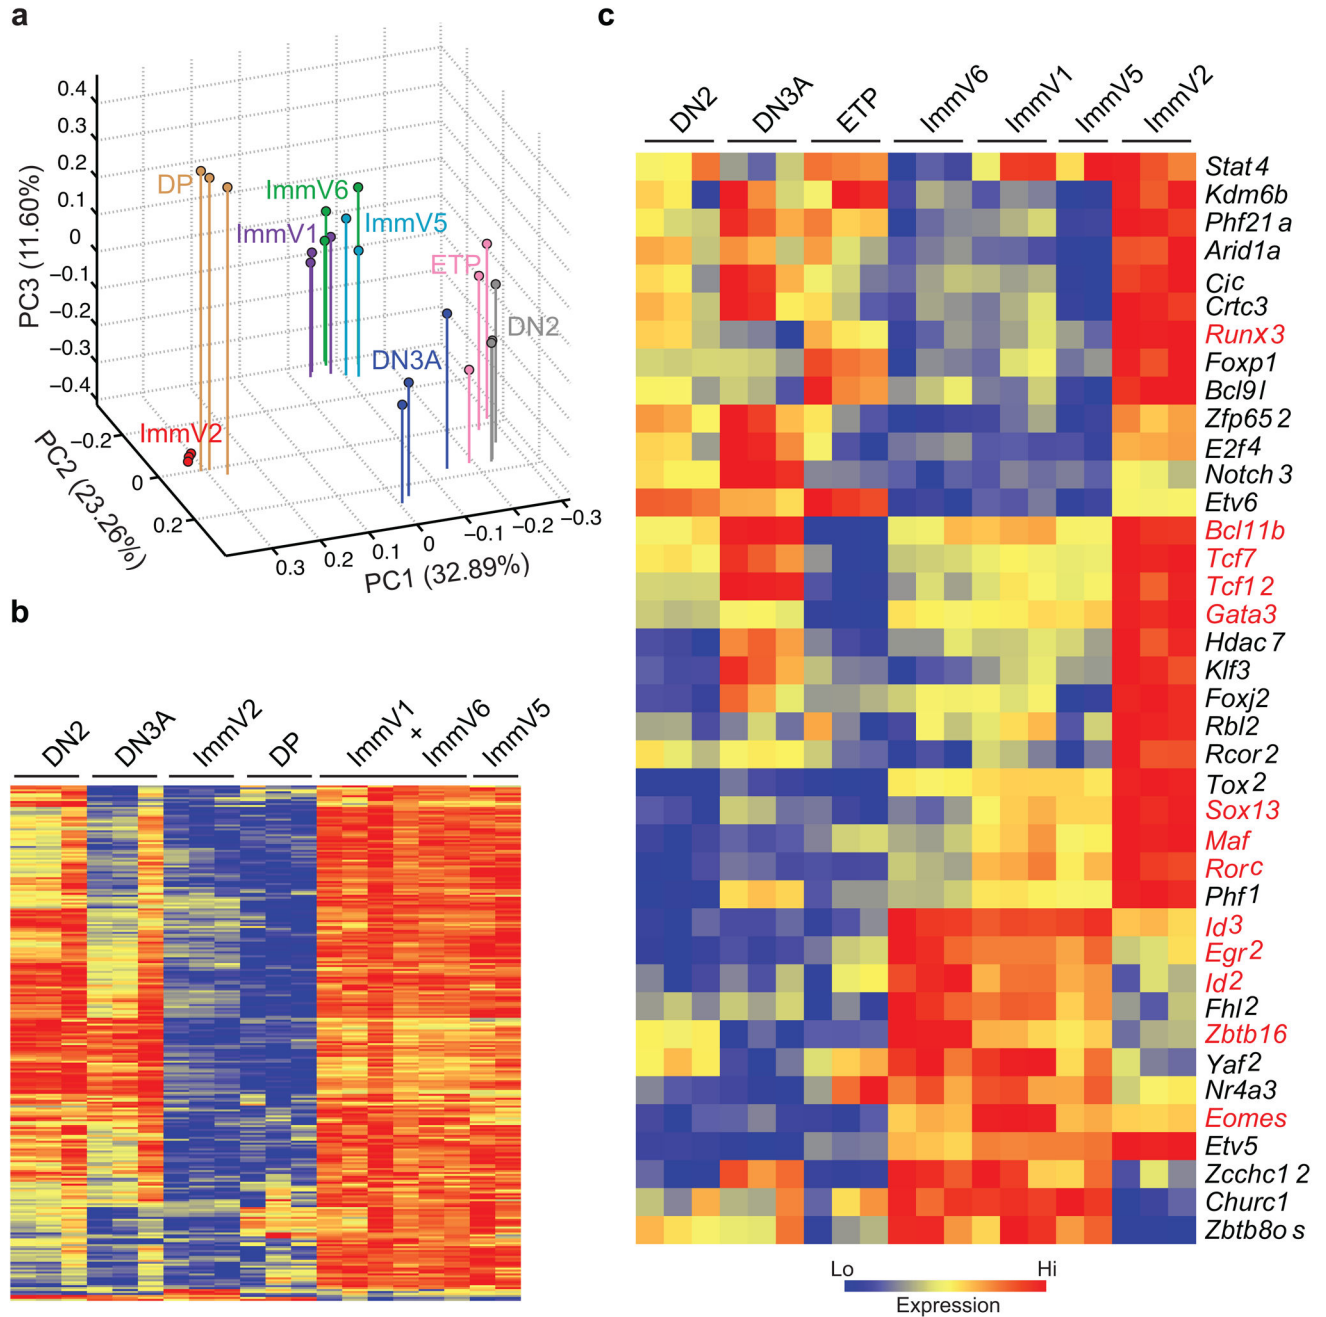 a
0.4
0.3
0.2
0.1
0
−0.1
−0.2
−0.3
−0.4
PC3 (11.60%)
DP
ImmV6
ImmV1
ImmV5
ETP
DN2
DN3A
ImmV2
−0.2
0
0.2
PC2 (23.26%)
0.3
0.2
0.1
0
−0.1
−0.2
−0.3
PC1 (32.89%)
b
DN2
DN3A
ImmV2
DP
ImmV1
+
ImmV6
ImmV5
c
DN2
DN3A
ETP
ImmV6
ImmV1
ImmV5
ImmV2
Stat4
Kdm6b
Phf21a
Arid1a
Cic
Crtc3
Runx3
Foxp1
Bcl9l
Zfp652
E2f4
Notch3
Etv6
Bcl11b
Tcf7
Tcf12
Gata3
Hdac7
Klf3
Foxj2
Rbl2
Rcor2
Tox2
Sox13
Maf
Rorc
Phf1
Id3
Egr2
Id2
Fhl2
Zbtb16
Yaf2
Nr4a3
Eomes
Etv5
Zcchc12
Churc1
Zbtb8os
Lo
Hi
Expression